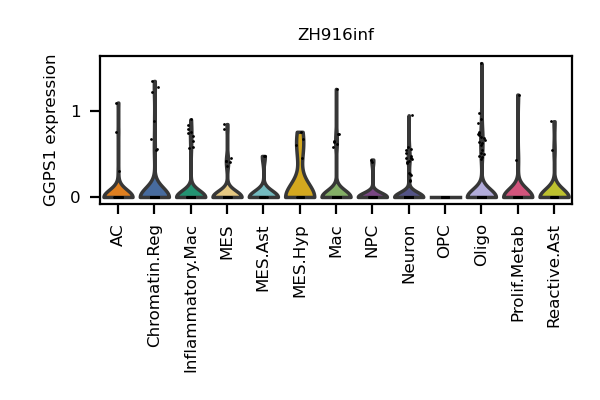 ZH916inf
GGPS1 expression
1
0
AC
Chromatin.Reg
Inflammatory.Mac
MES
MES.Ast
MES.Hyp
Mac
NPC
Neuron
OPC
Oligo
Prolif.Metab
Reactive.Ast